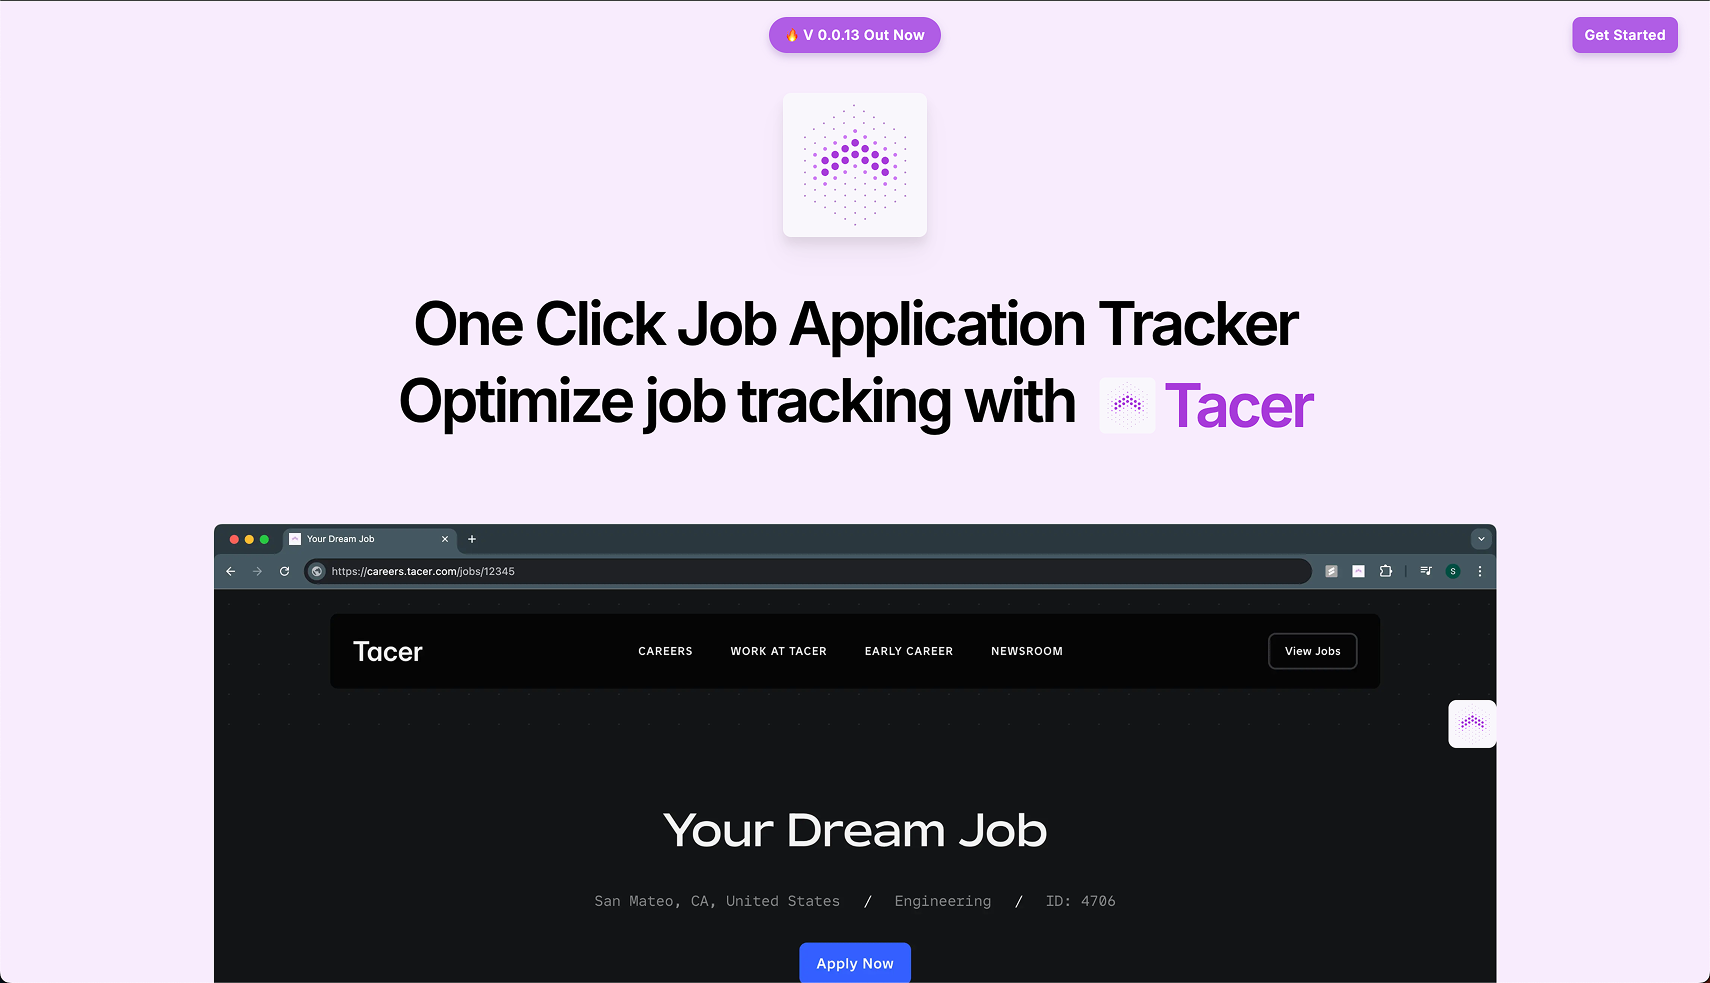 🔥 V 0.0.13 Out Now
Get Started
One Click Job Application Tracker
Optimize job tracking with Tacer
Your Dream Job
https://careers.tacer.com/jobs/12345
S
Tacer
CAREERS
WORK AT TACER
EARLY CAREER
NEWSROOM
View Jobs
Your Dream Job
San Mateo, CA, United States / Engineering / ID: 4706
Apply Now